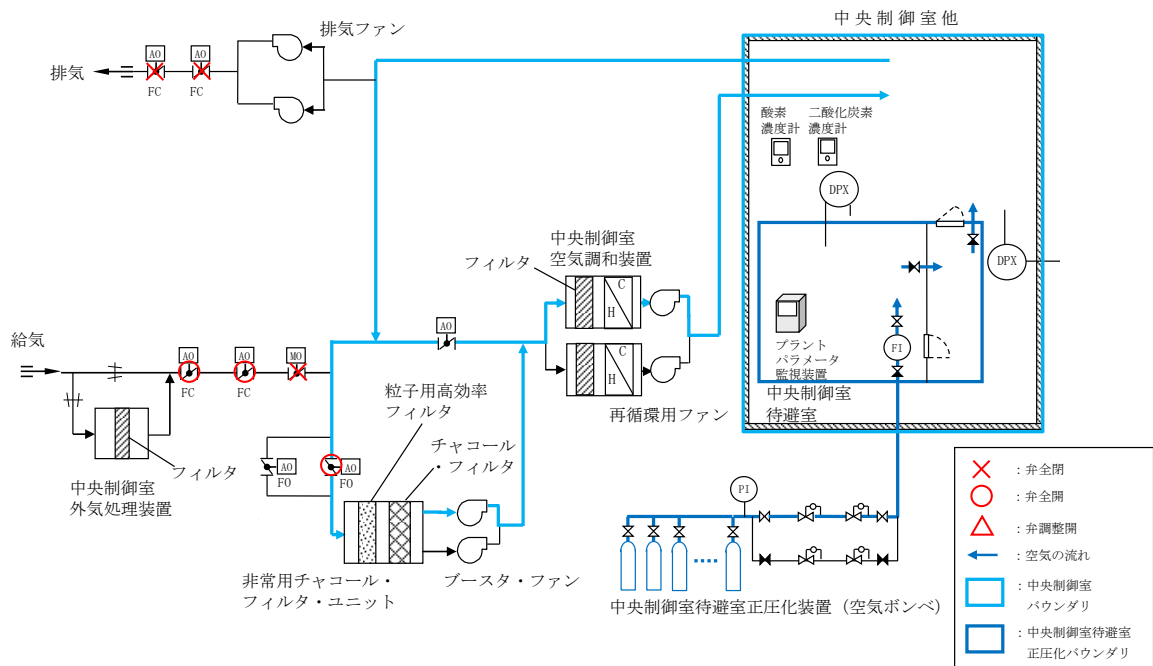 中央制御室他
排気ファン
AO
AO
排気
FC
FC
酸素
濃度計
二酸化炭素
濃度計
DPX
DPX
中央制御室
空気調和装置
フィルタ
C
H
C
H
再循環用ファン
プラント
パラメータ
監視装置
FI
中央制御室
待避室
給気
AO
AO
MO
FC
FC
AO
粒子用高効率
フィルタ
チャコール
・フィルタ
AO
FO
AO
FO
フィルタ
中央制御室
外気処理装置
非常用チャコール・
フィルタ・ユニット
ブースタ・ファン
PI
中央制御室待避室正圧化装置（空気ボンベ）
：弁全閉
：弁全開
：弁調整開
：空気の流れ
：中央制御室
バウンダリ
：中央制御室待避室
正圧化バウンダリ